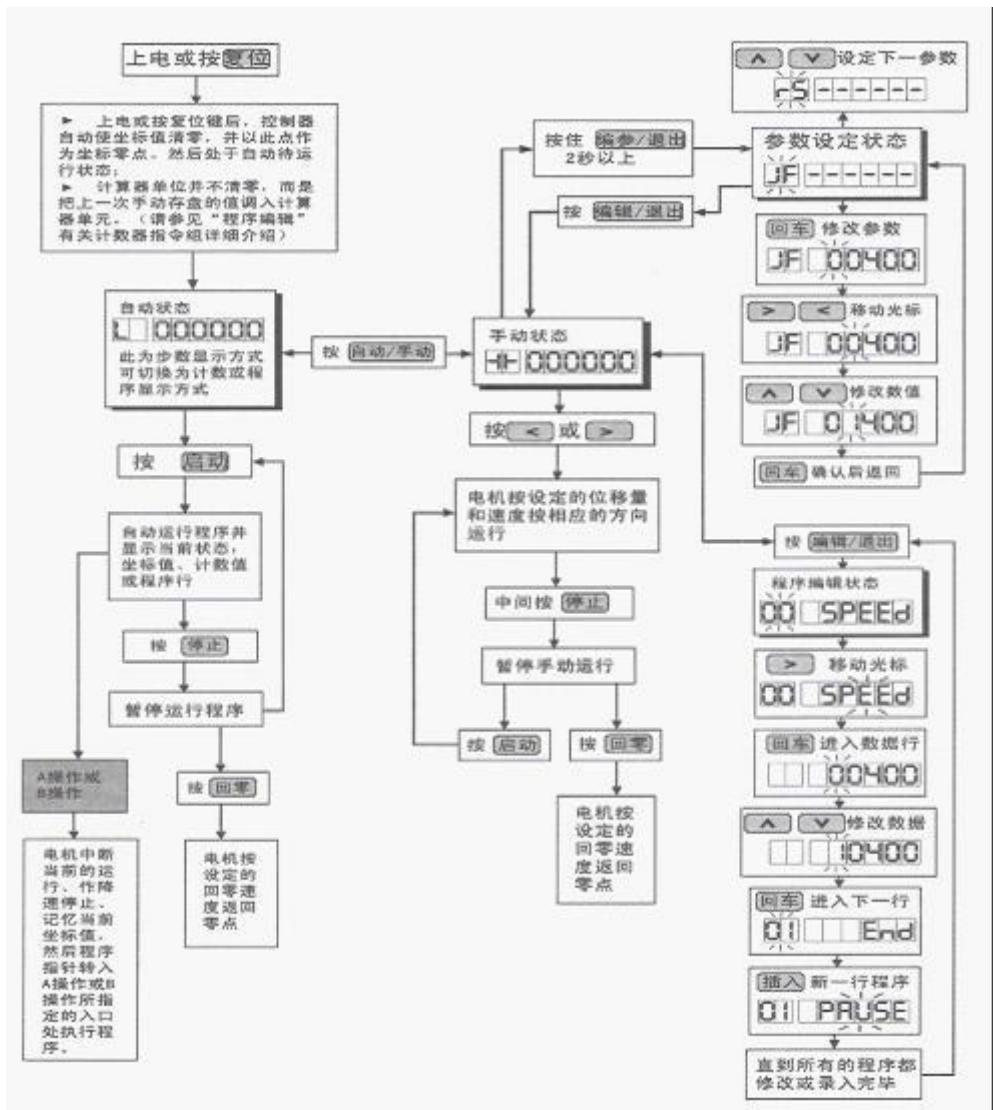 上电或按复位
► 上电或按复位键后，控制器
自动使坐标值清零，并以此点作
为坐标零点。然后处于自动待运
行状态；
► 计算器单位并不清零，而是
把上一次手动存盘的值调入计算
器单元。（请参见“程序编辑”
有关计数器指令组详细介绍）
自动状态
L 000000
此为步数显示方式
可切换为计数或程
序显示方式
按 启动
自动运行程序并
显示当前状态，
坐标值、计数值
或程序行
按 停止
暂停运行程序
A操作或
B操作
电机中断
当前的运
行、作降
速停止、
记忆当前
坐标值，
然后程序
指针转入
A操作或B
操作所指
定的入口
处执行程
序。
按 回零
电机按
设定的
回零速
度返回
零点
按 自动/手动
手动状态
000000
按 < 或 >
电机按设定的位移量
和速度按相应的方向
运行
中间按 停止
暂停手动运行
按 启动
按 回零
电机按
设定的
回零速
度返回
零点
按住 编参/退出
2秒以上
按 编辑/退出
∧ ∨ 设定下一参数
rS ------
参数设定状态
JF ------
回车 修改参数
JF 00400
> < 移动光标
JF 00400
∧ ∨ 修改数值
JF 01400
回车 确认后返回
按 编辑/退出
程序编辑状态
00 SPEEd
> 移动光标
00 SPEEd
回车 进入数据行
00400
∧ ∨ 修改数据
10400
回车 进入下一行
01 End
插入 新一行程序
01 PAUSE
直到所有的程序都
修改或录入完毕